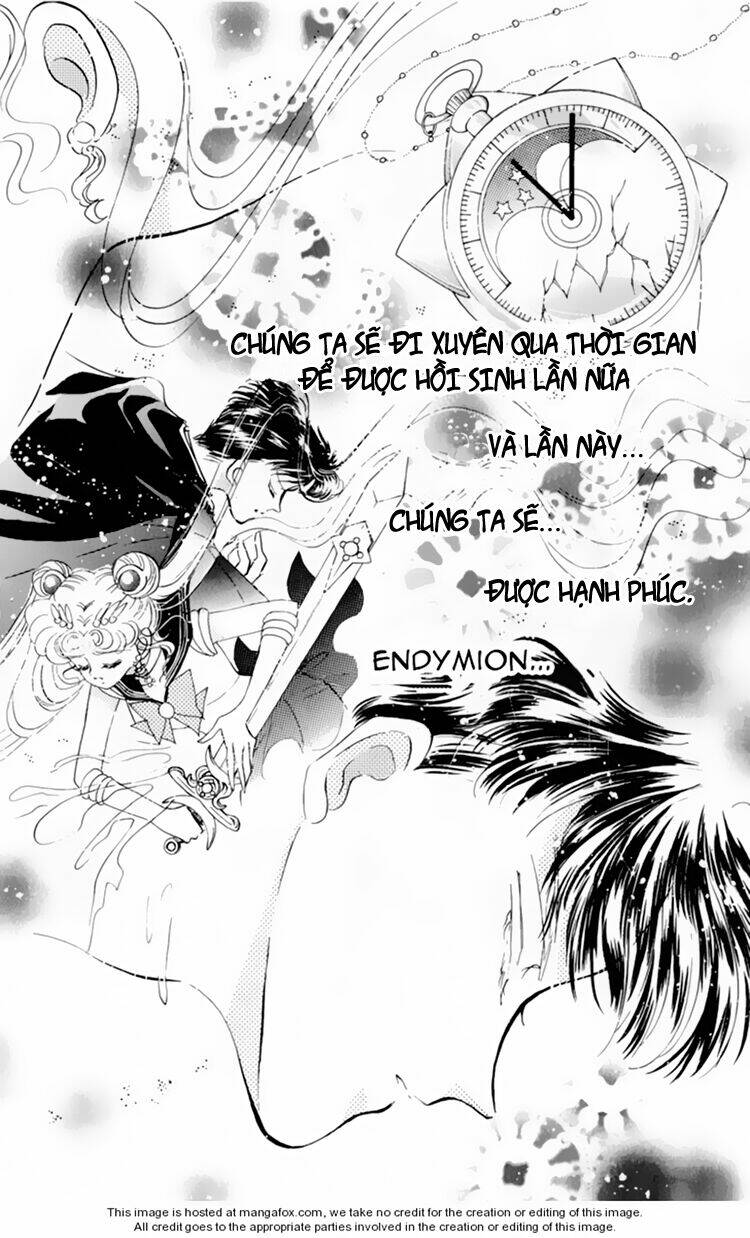 CHÚNG TA SẼ ĐI XUYÊN QUA THỜI GIAN
ĐỂ ĐƯỢC HỒI SINH LẦN NỮA
VÀ LẦN NÀY...
CHÚNG TA SẼ...
ĐƯỢC HẠNH PHÚC.
ENDYMION...
This image is hosted at mangafox.com, we take no credit for the creation or editing of this image.
All credit goes to the appropriate parties involved in the creation or editing of this image.